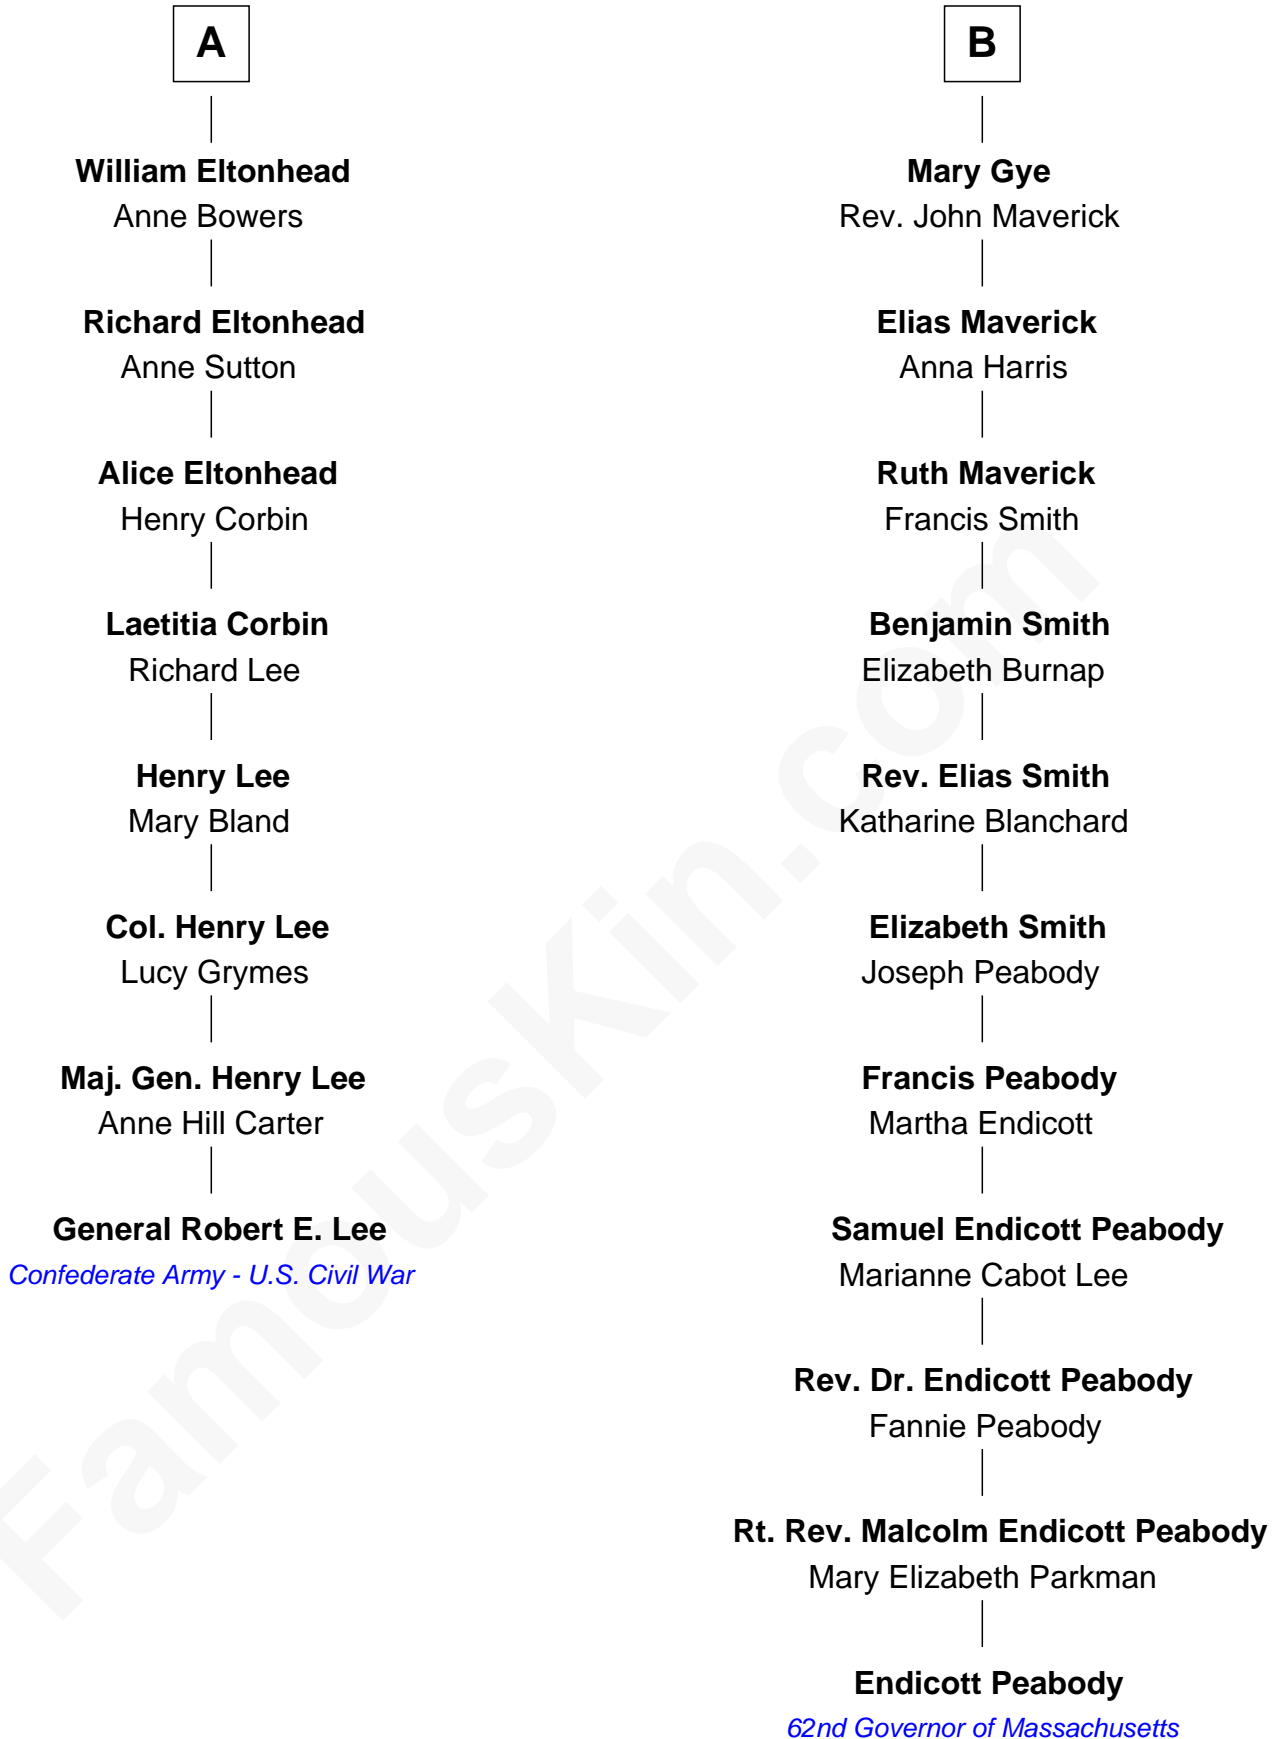 A
William Eltonhead
Anne Bowers
Richard Eltonhead
Anne Sutton
Alice Eltonhead
Henry Corbin
Laetitia Corbin
Richard Lee
Henry Lee
Mary Bland
Col. Henry Lee
Lucy Grymes
Maj. Gen. Henry Lee
Anne Hill Carter
General Robert E. Lee
Confederate Army - U.S. Civil War
B
Mary Gye
Rev. John Maverick
Elias Maverick
Anna Harris
Ruth Maverick
Francis Smith
Benjamin Smith
Elizabeth Burnap
Rev. Elias Smith
Katharine Blanchard
Elizabeth Smith
Joseph Peabody
Francis Peabody
Martha Endicott
Samuel Endicott Peabody
Marianne Cabot Lee
Rev. Dr. Endicott Peabody
Fannie Peabody
Rt. Rev. Malcolm Endicott Peabody
Mary Elizabeth Parkman
Endicott Peabody
62nd Governor of Massachusetts
FamousKin.com